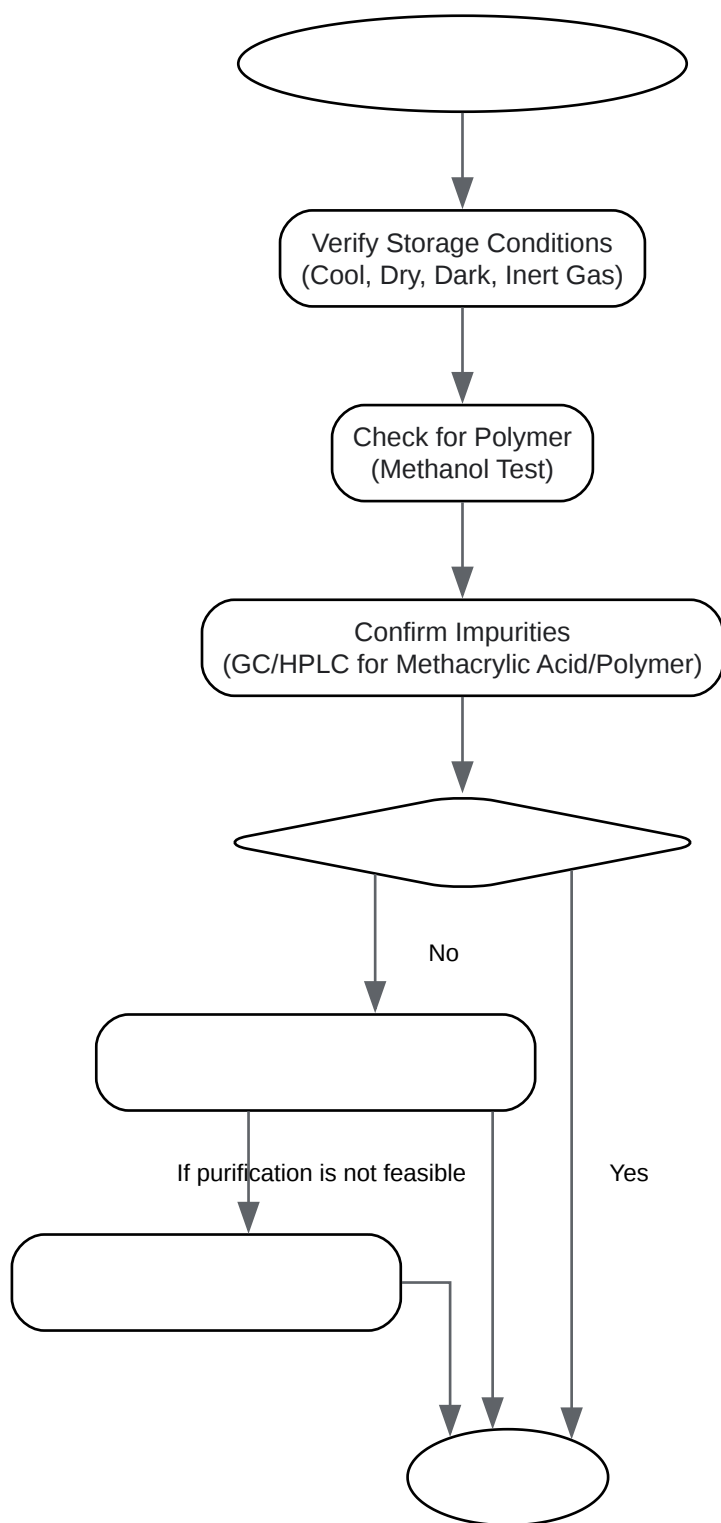 Verify Storage Conditions
(Cool, Dry, Dark, Inert Gas)
Check for Polymer
(Methanol Test)
Confirm Impurities
(GC/HPLC for Methacrylic Acid/Polymer)
No
If purification is not feasible
Yes